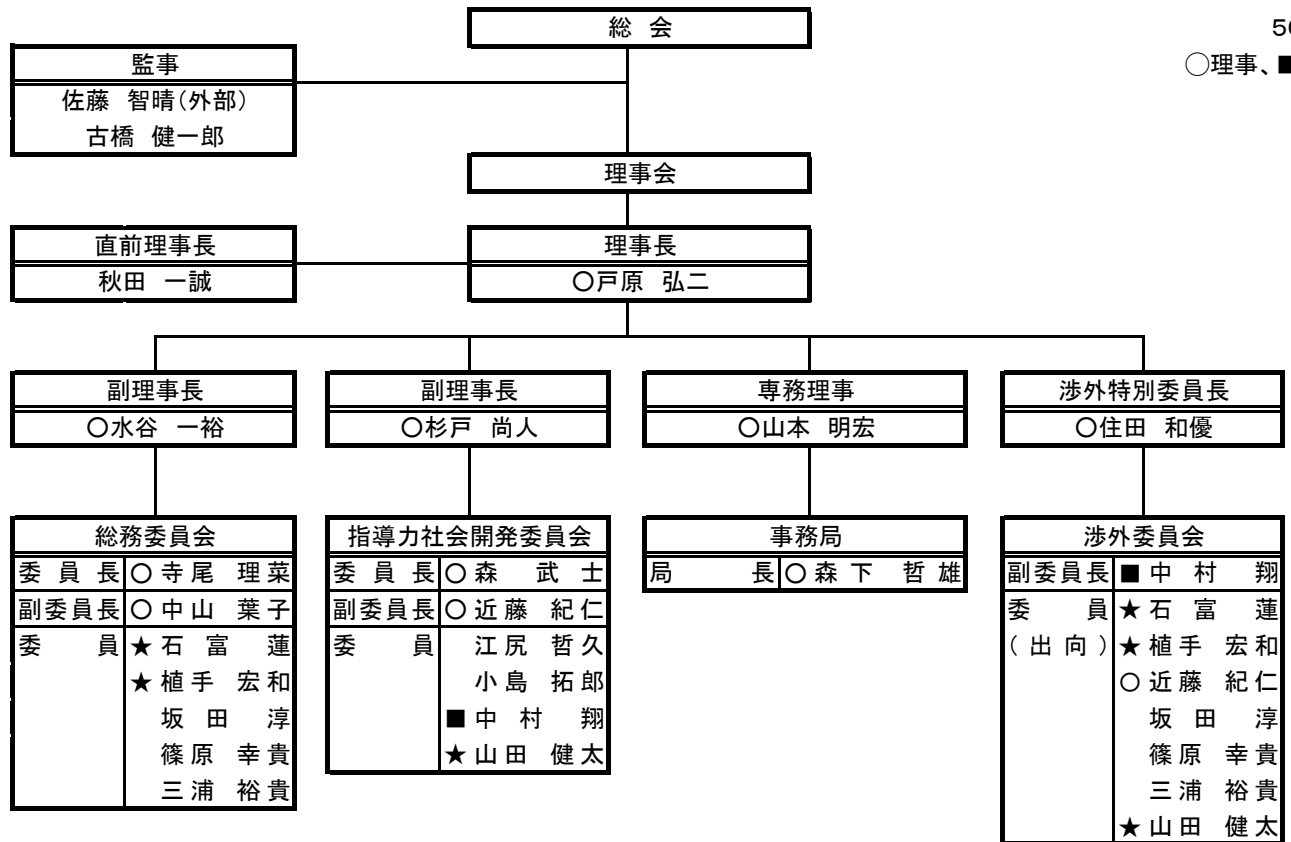 総 会
50
○理事、■
監事
佐藤 智晴(外部)
古橋 健一郎
理事会
直前理事長
秋田 一誠
理事長
○戸原 弘二
副理事長
○水谷 一裕
副理事長
○杉戸 尚人
専務理事
○山本 明宏
渉外特別委員長
○住田 和優
総務委員会
委員長 ○寺尾 理菜
副委員長 ○中山 葉子
委員 ★石富 蓮
★植手 宏和
坂田 淳
篠原 幸貴
三浦 裕貴
指導力社会開発委員会
委員長 ○森 武士
副委員長 ○近藤 紀仁
委員 江尻 哲久
小島 拓郎
■中村 翔
★山田 健太
事務局
局長 ○森下 哲雄
渉外委員会
副委員長 ■中村 翔
委員 ★石富 蓮
(出向) ★植手 宏和
○近藤 紀仁
坂田 淳
篠原 幸貴
三浦 裕貴
★山田 健太